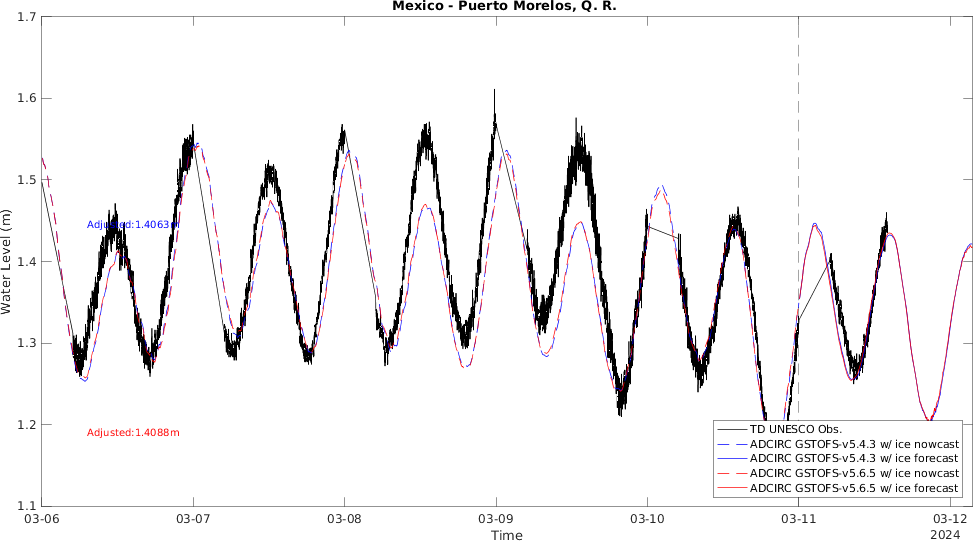 Mexico - Puerto Morelos, Q. R.
1.7
1.6
1.5
1.4
1.3
1.2
1.1
Water Level (m)
Adjusted:1.4063m
Adjusted:1.4088m
TD UNESCO Obs.
ADCIRC GSTOFS-v5.4.3 w/ ice nowcast
ADCIRC GSTOFS-v5.4.3 w/ ice forecast
ADCIRC GSTOFS-v5.6.5 w/ ice nowcast
ADCIRC GSTOFS-v5.6.5 w/ ice forecast
03-06 03-07 03-08 03-09 03-10 03-11 03-12
Time
2024